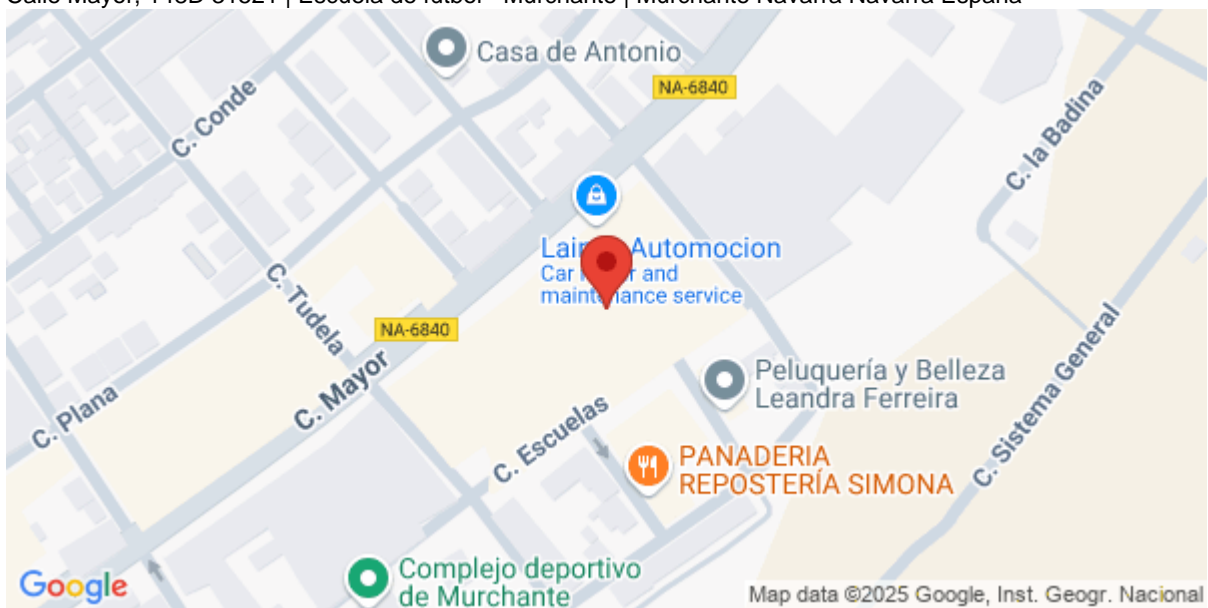 Casa de Antonio
NA-6840
C. Conde
C. la Badina
Automocion
Car and
service
C. Tudela
NA-6840
C. Mayor
C. Plana
C. Sistema General
Peluquería y Belleza
Leandra Ferreira
C. Escuelas
PANADERIA
REPOSTERÍA SIMONA
Complejo deportivo
de Murchante
Google
Map data ©2025 Google, Inst. Geogr. Nacional